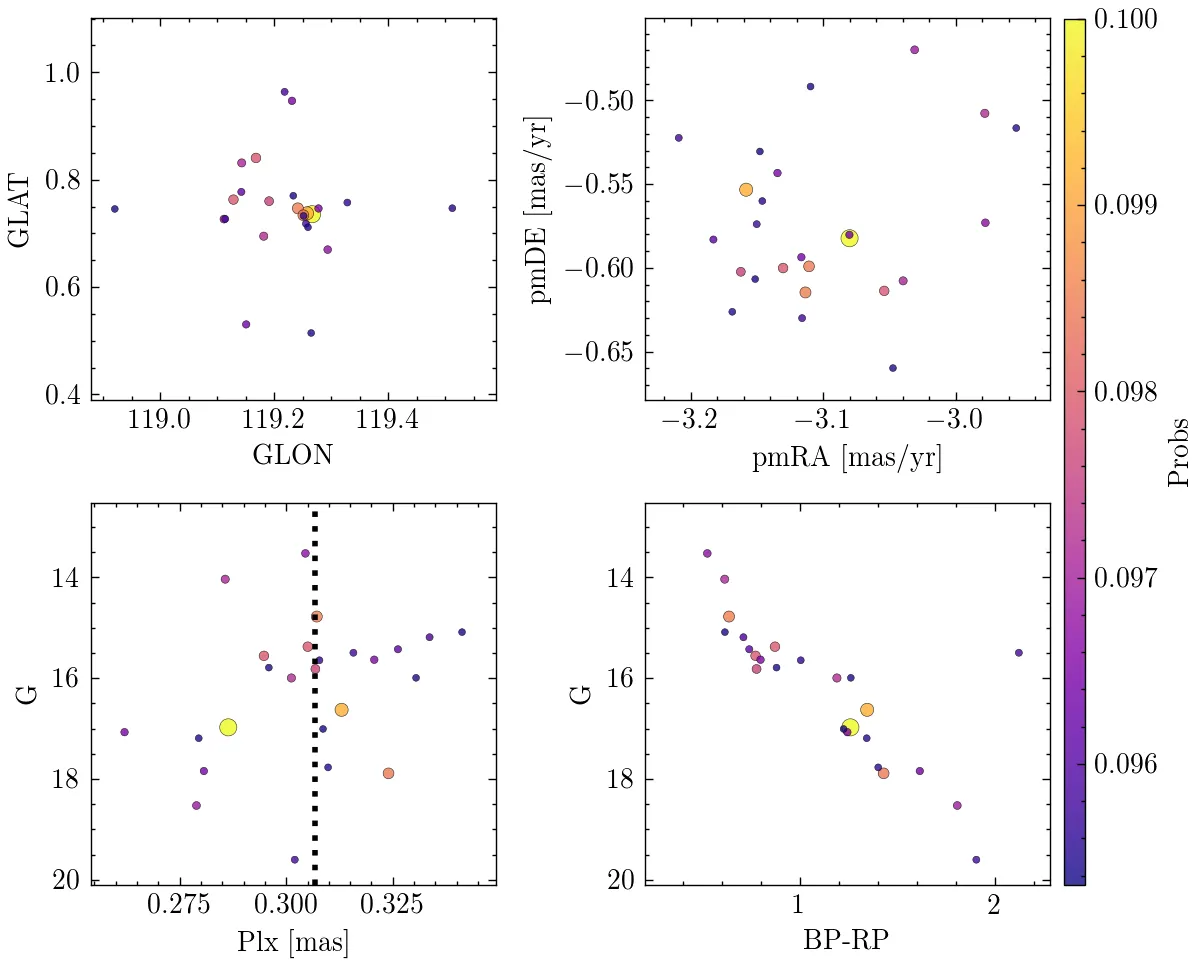 1.0
0.8
0.6
0.4
GLAT
119.0 119.2 119.4
GLON
−0.50
−0.55
−0.60
−0.65
pmDE [mas/yr]
−3.2 −3.1 −3.0
pmRA [mas/yr]
14
16
18
20
G
0.275 0.300 0.325
Plx [mas]
14
16
18
20
G
1 2
BP-RP
0.100
0.099
0.098
0.097
0.096
Probs